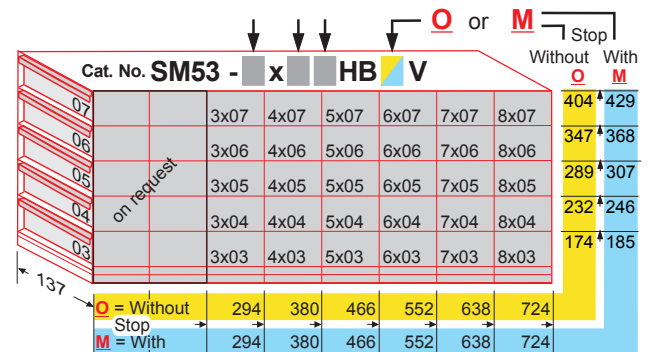 O or M
Stop
Without With
O M
Cat. No. SM53 - x HB V
07 3x07 4x07 5x07 6x07 7x07 8x07 404 429
06 3x06 4x06 5x06 6x06 7x06 8x06 347 368
05 3x05 4x05 5x05 6x05 7x05 8x05 289 307
on request
04 3x04 4x04 5x04 6x04 7x04 8x04 232 246
03 3x03 4x03 5x03 6x03 7x03 8x03 174 185
137
O = Without 294 380 466 552 638 724
Stop
M = With 294 380 466 552 638 724